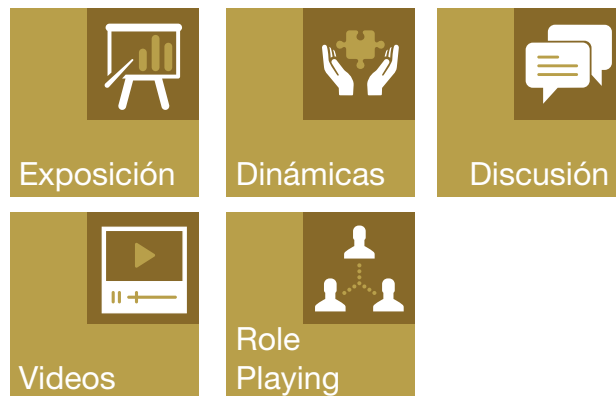 Exposición
Dinámicas
Discusión
Videos
Role
Playing